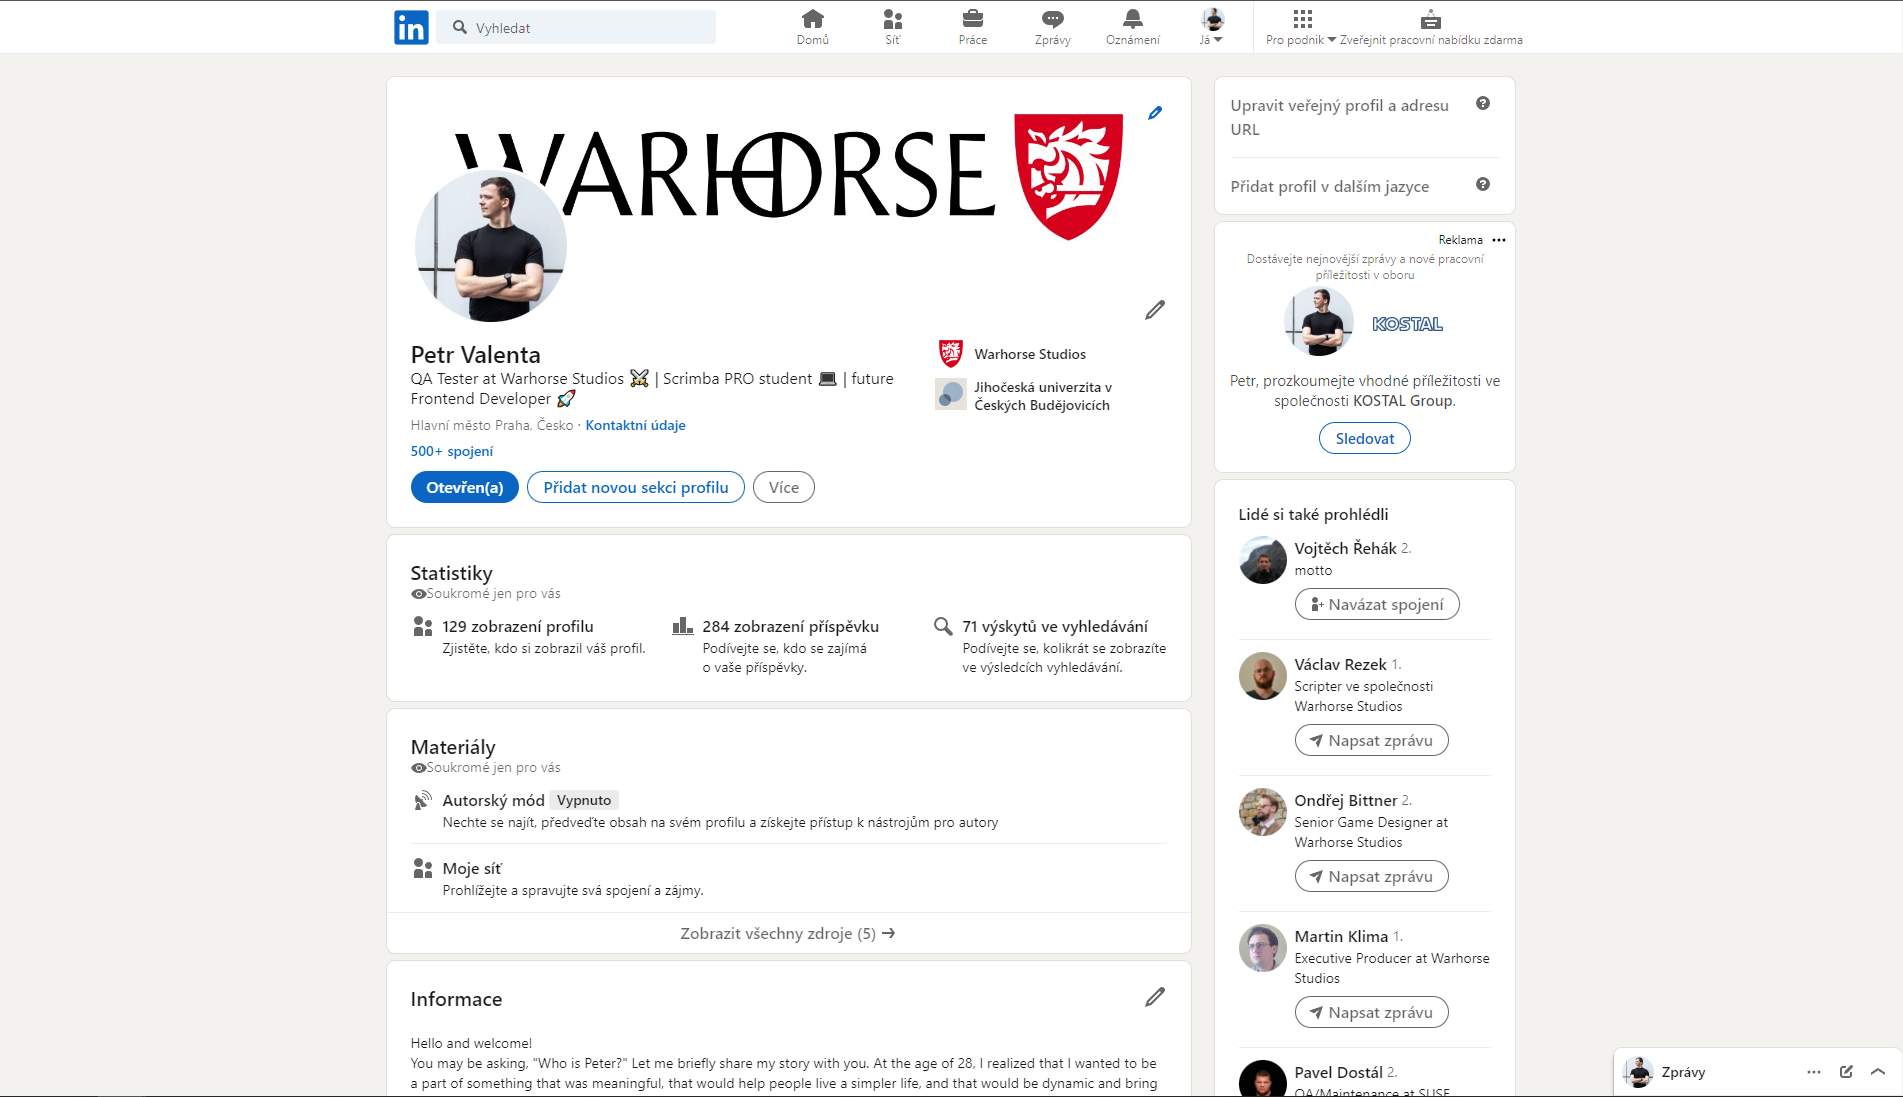 in
Vyhledat
Domů
Síť
Práce
Zprávy
Oznámení
Já
Pro podnik
Zveřejnit pracovní nabídku zdarma
WARHORSE
Petr Valenta
QA Tester at Warhorse Studios ⚔️ | Scrimba PRO student 💻 | future
Frontend Developer 🚀
Hlavní město Praha, Česko · Kontaktní údaje
500+ spojení
Otevřen(a)
Přidat novou sekci profilu
Více
Warhorse Studios
Jihočeská univerzita v
Českých Budějovicích
Statistiky
Soukromé jen pro vás
129 zobrazení profilu
Zjistěte, kdo si zobrazil váš profil.
284 zobrazení příspěvku
Podívejte se, kdo se zajímá
o vaše příspěvky.
71 výskytů ve vyhledávání
Podívejte se, kolikrát se zobrazíte
ve výsledcích vyhledávání.
Materiály
Soukromé jen pro vás
Autorský mód Vypnuto
Nechte se najít, předveďte obsah na svém profilu a získejte přístup k nástrojům pro autory
Moje síť
Prohlížejte a spravujte svá spojení a zájmy.
Zobrazit všechny zdroje (5) →
Informace
Hello and welcome!
You may be asking, "Who is Peter?" Let me briefly share my story with you. At the age of 28, I realized that I wanted to be
a part of something that was meaningful, that would help people live a simpler life, and that would be dynamic and bring
Upravit veřejný profil a adresu
URL
Přidat profil v dalším jazyce
Reklama
Dostávejte nejnovější zprávy a nové pracovní
příležitosti v oboru
KOSTAL
Petr, prozkoumejte vhodné příležitosti ve
společnosti KOSTAL Group.
Sledovat
Lidé si také prohlédli
Vojtěch Řehák 2.
motto
Navázat spojení
Václav Rezek 1.
Scripter ve společnosti
Warhorse Studios
Napsat zprávu
Ondřej Bittner 2.
Senior Game Designer at
Warhorse Studios
Napsat zprávu
Martin Klima 1.
Executive Producer at Warhorse
Studios
Napsat zprávu
Pavel Dostál 2.
QA/Maintenance at SUSE
Zprávy